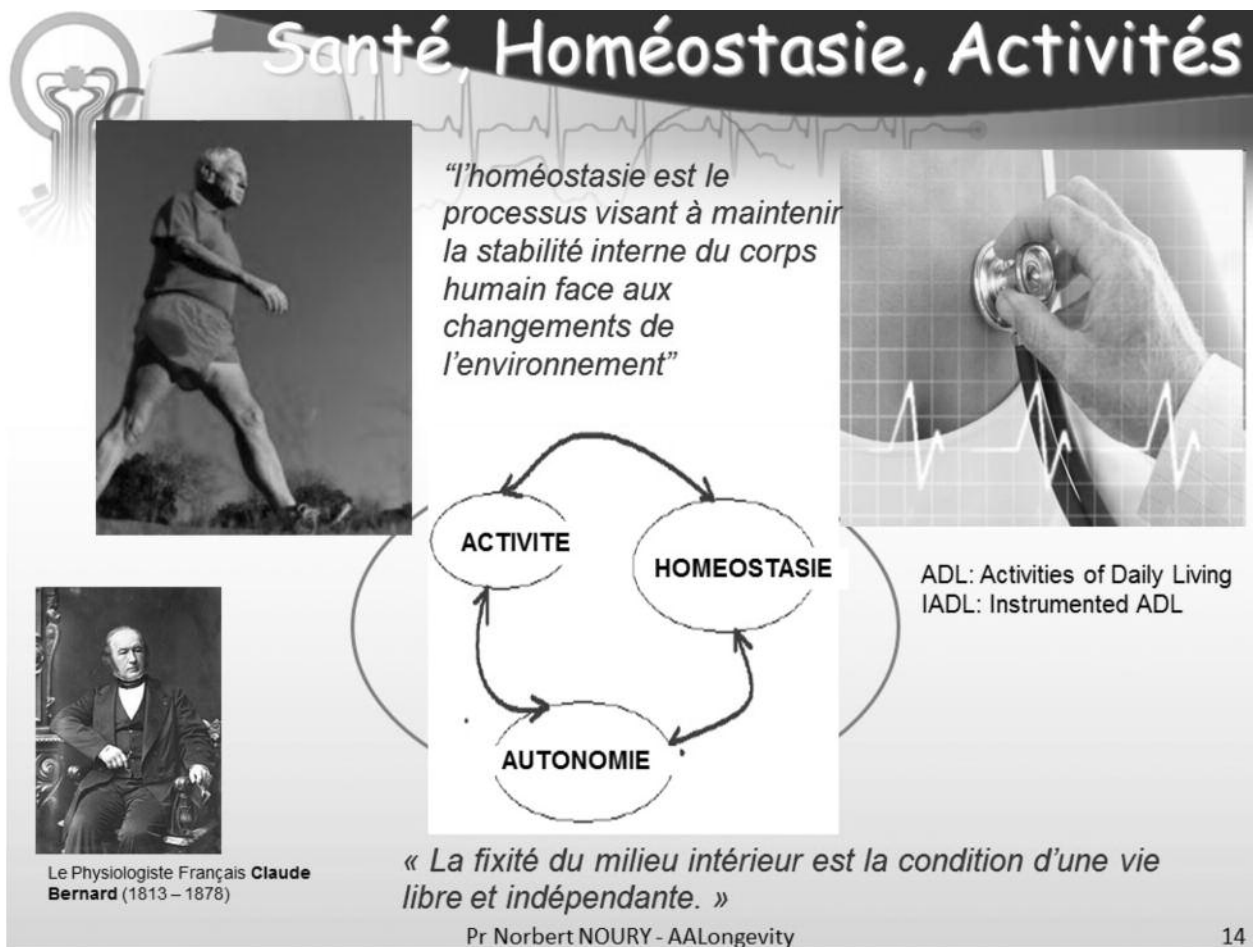 Santé, Homéostasie, Activités
“l’homéostasie est le
processus visant à maintenir
la stabilité interne du corps
humain face aux
changements de
l’environnement”
ACTIVITE
HOMEOSTASIE
AUTONOMIE
ADL: Activities of Daily Living
IADL: Instrumented ADL
Le Physiologiste Français Claude
Bernard (1813 – 1878)
« La fixité du milieu intérieur est la condition d’une vie
libre et indépendante. »
Pr Norbert NOURY - AALongevity
14